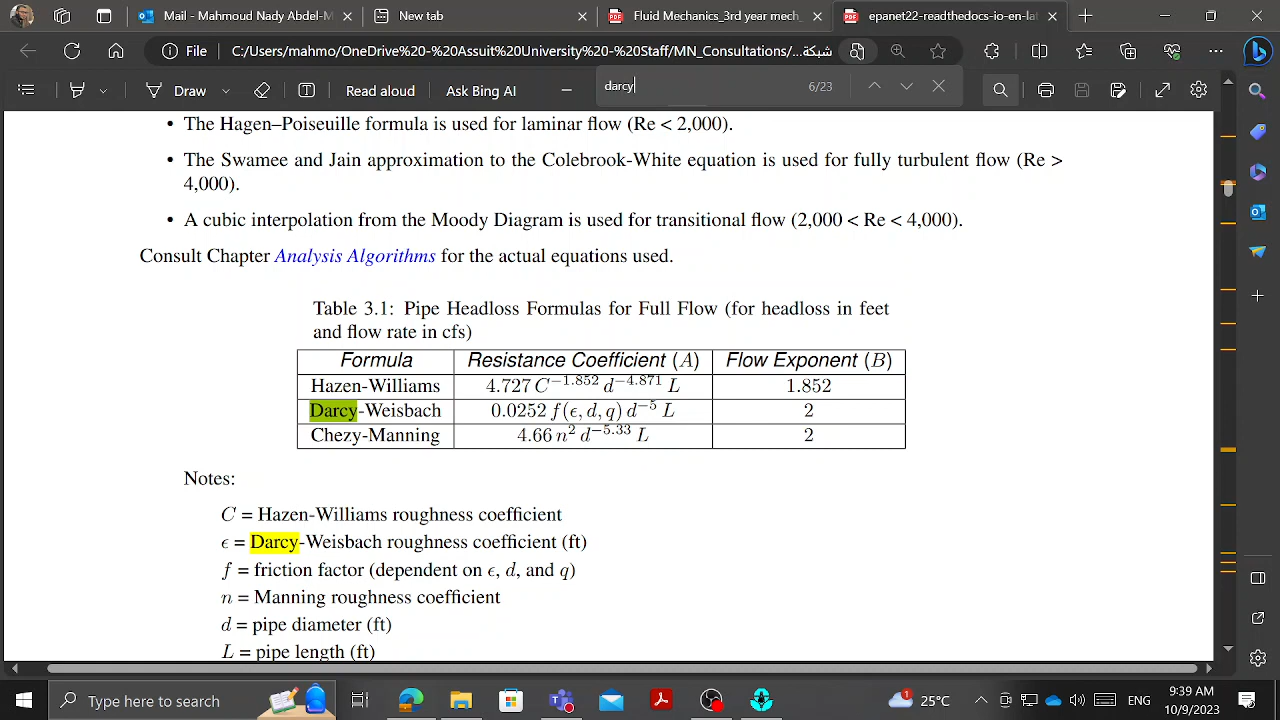 Mail - Mahmoud Nady Abdel-M
New tab
Fluid Mechanics, 3rd year mech
epanet22-readthedocs-io-en-lat
File
C:/Users/mahmo/OneDrive%20-%20Assuit%20University%20-%20Staff/MN_Consultations/...شبكة
Draw
Read aloud
Ask Bing AI
darcy
6/23
• The Hagen–Poiseuille formula is used for laminar flow (Re < 2,000).
• The Swamee and Jain approximation to the Colebrook-White equation is used for fully turbulent flow (Re >
4,000).
• A cubic interpolation from the Moody Diagram is used for transitional flow (2,000 < Re < 4,000).
Consult Chapter Analysis Algorithms for the actual equations used.
Table 3.1: Pipe Headloss Formulas for Full Flow (for headloss in feet
and flow rate in cfs)
Formula Resistance Coefficient (A) Flow Exponent (B)
Hazen-Williams 4.727 C^−1.852 d^−4.871 L 1.852
Darcy-Weisbach 0.0252 f(ϵ, d, q) d^−5 L 2
Chezy-Manning 4.66 n^2 d^−5.33 L 2
Notes:
C = Hazen-Williams roughness coefficient
ϵ = Darcy-Weisbach roughness coefficient (ft)
f = friction factor (dependent on ϵ, d, and q)
n = Manning roughness coefficient
d = pipe diameter (ft)
L = pipe length (ft)
Type here to search
1
25°C
ENG
9:39 AM
10/9/2023